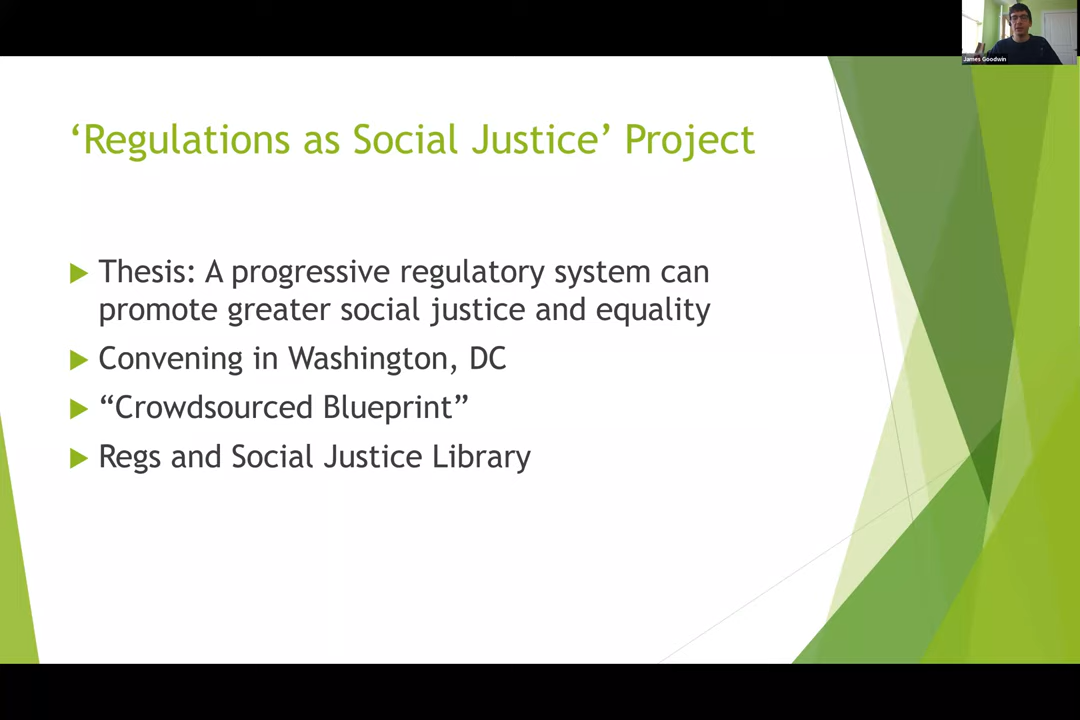 James Goodwin
‘Regulations as Social Justice’ Project
Thesis: A progressive regulatory system can
promote greater social justice and equality
Convening in Washington, DC
“Crowdsourced Blueprint”
Regs and Social Justice Library